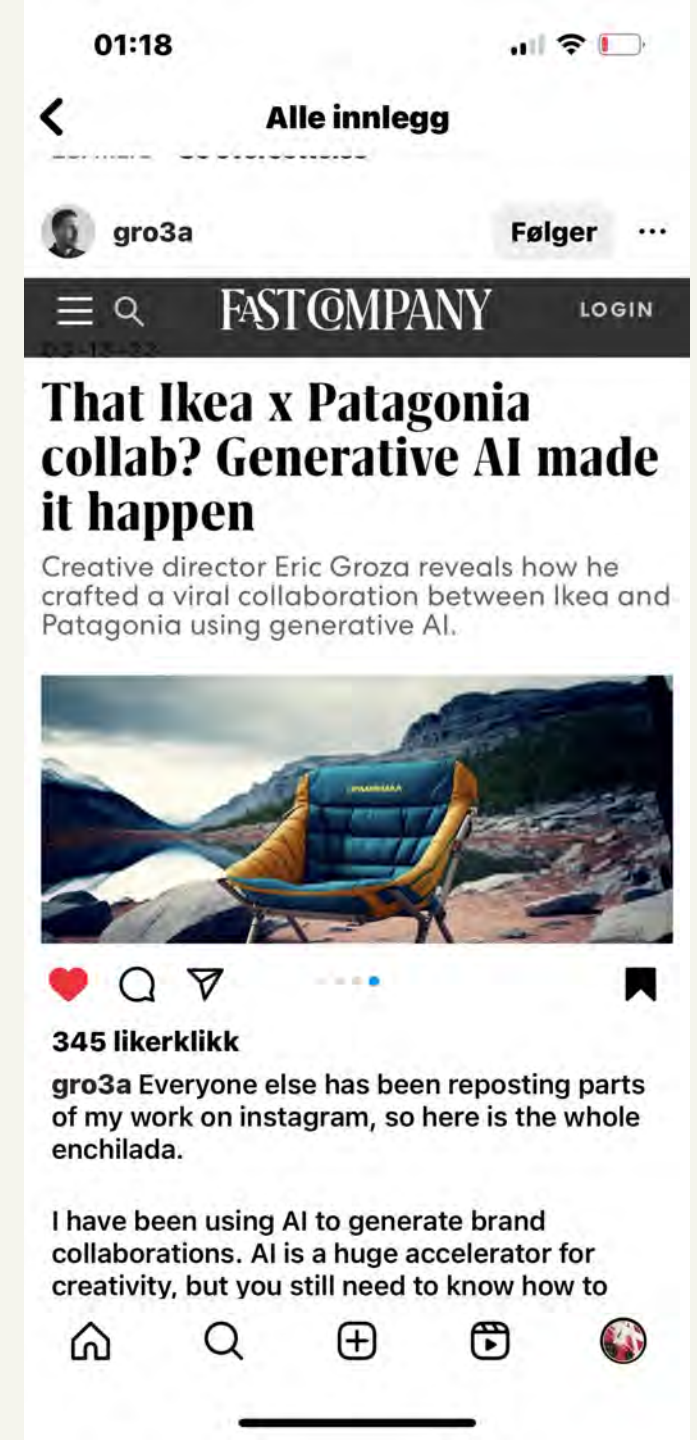 01:18
Alle innlegg
gro3a
Følger
FAST COMPANY
LOGIN
That Ikea x Patagonia
collab? Generative AI made
it happen
Creative director Eric Groza reveals how he
crafted a viral collaboration between Ikea and
Patagonia using generative AI.
345 likerklikk
gro3a Everyone else has been reposting parts
of my work on instagram, so here is the whole
enchilada.
I have been using AI to generate brand
collaborations. AI is a huge accelerator for
creativity, but you still need to know how to